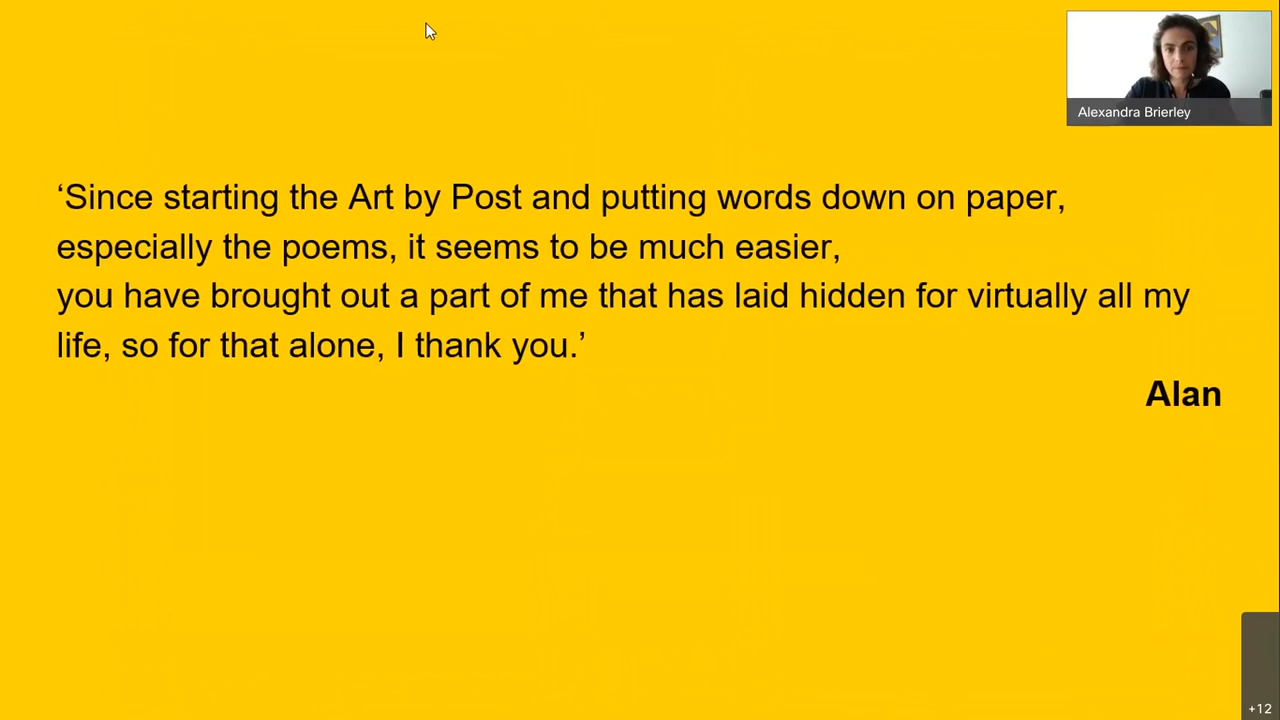 Alexandra Brierley
‘Since starting the Art by Post and putting words down on paper,
especially the poems, it seems to be much easier,
you have brought out a part of me that has laid hidden for virtually all my
life, so for that alone, I thank you.’
Alan
+12